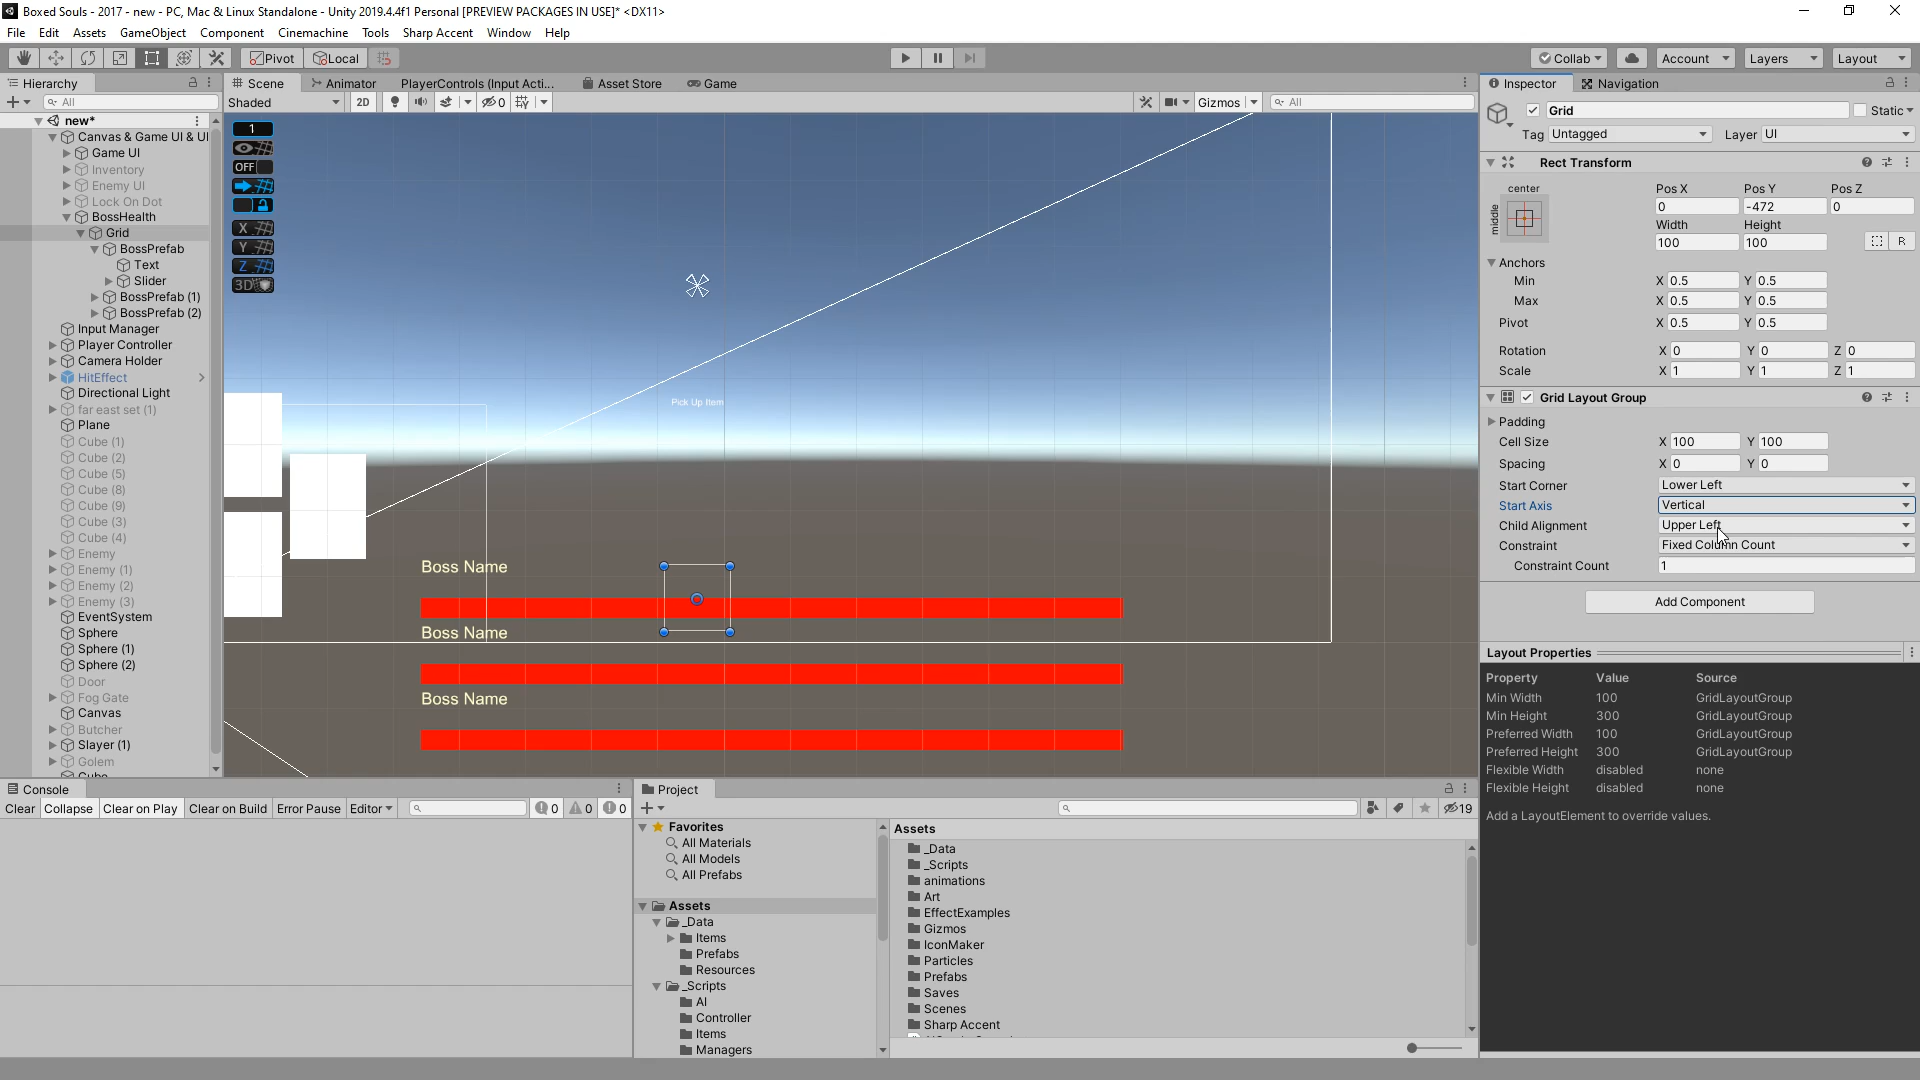 Boxed Souls - 2017 - new - PC, Mac & Linux Standalone - Unity 2019.4.4f1 Personal [PREVIEW PACKAGES IN USE]* <DX11>
File Edit Assets GameObject Component Cinemachine Tools Sharp Accent Window Help
Pivot Local Collab Account Layers Layout
Hierarchy
All
new*
Canvas & Game UI & UI
Game UI
Inventory
Enemy UI
Lock On Dot
BossHealth
Grid
BossPrefab
Text
Slider
BossPrefab (1)
BossPrefab (2)
Input Manager
Player Controller
Camera Holder
HitEffect
Directional Light
far east set (1)
Plane
Cube (1)
Cube (2)
Cube (5)
Cube (8)
Cube (9)
Cube (3)
Cube (4)
Enemy
Enemy (1)
Enemy (2)
Enemy (3)
EventSystem
Sphere
Sphere (1)
Sphere (2)
Door
Fog Gate
Canvas
Butcher
Slayer (1)
Golem
Cube
Scene Animator PlayerControls (Input Acti... Asset Store Game
Shaded 2D 0 Gizmos All
1
OFF
X
Y
Z
3D
Pick Up Item
Boss Name
Boss Name
Boss Name
Inspector Navigation
Grid Static
Tag Untagged Layer UI
Rect Transform
center
middle
Pos X Pos Y Pos Z
0 -472 0
Width Height
100 100 R
Anchors
Min X 0.5 Y 0.5
Max X 0.5 Y 0.5
Pivot X 0.5 Y 0.5
Rotation X 0 Y 0 Z 0
Scale X 1 Y 1 Z 1
Grid Layout Group
Padding
Cell Size X 100 Y 100
Spacing X 0 Y 0
Start Corner Lower Left
Start Axis Vertical
Child Alignment Upper Left
Constraint Fixed Column Count
Constraint Count 1
Add Component
Layout Properties
Property Value Source
Min Width 100 GridLayoutGroup
Min Height 300 GridLayoutGroup
Preferred Width 100 GridLayoutGroup
Preferred Height 300 GridLayoutGroup
Flexible Width disabled none
Flexible Height disabled none
Add a LayoutElement to override values.
Console
Clear Collapse Clear on Play Clear on Build Error Pause Editor 0 0 0
Project
19
Favorites
All Materials
All Models
All Prefabs
Assets
_Data
Items
Prefabs
Resources
_Scripts
AI
Controller
Items
Managers
Assets
_Data
_Scripts
animations
Art
EffectExamples
Gizmos
IconMaker
Particles
Prefabs
Saves
Scenes
Sharp Accent